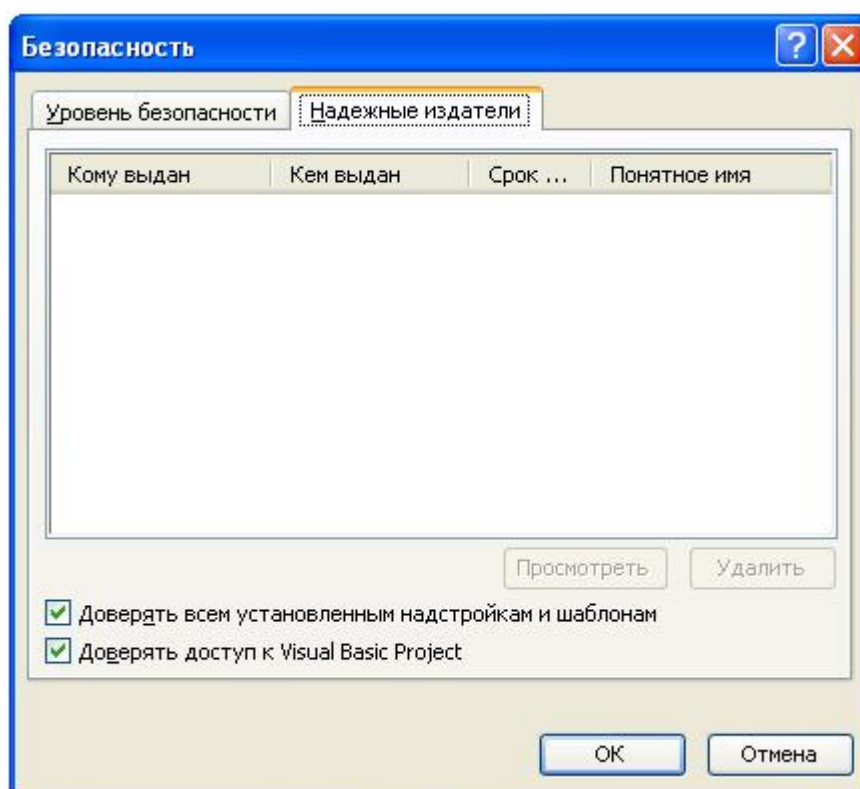 Безопасность
Уровень безопасности Надежные издатели
Кому выдан Кем выдан Срок ... Понятное имя
Просмотреть Удалить
Доверять всем установленным надстройкам и шаблонам
Доверять доступ к Visual Basic Project
OK Отмена